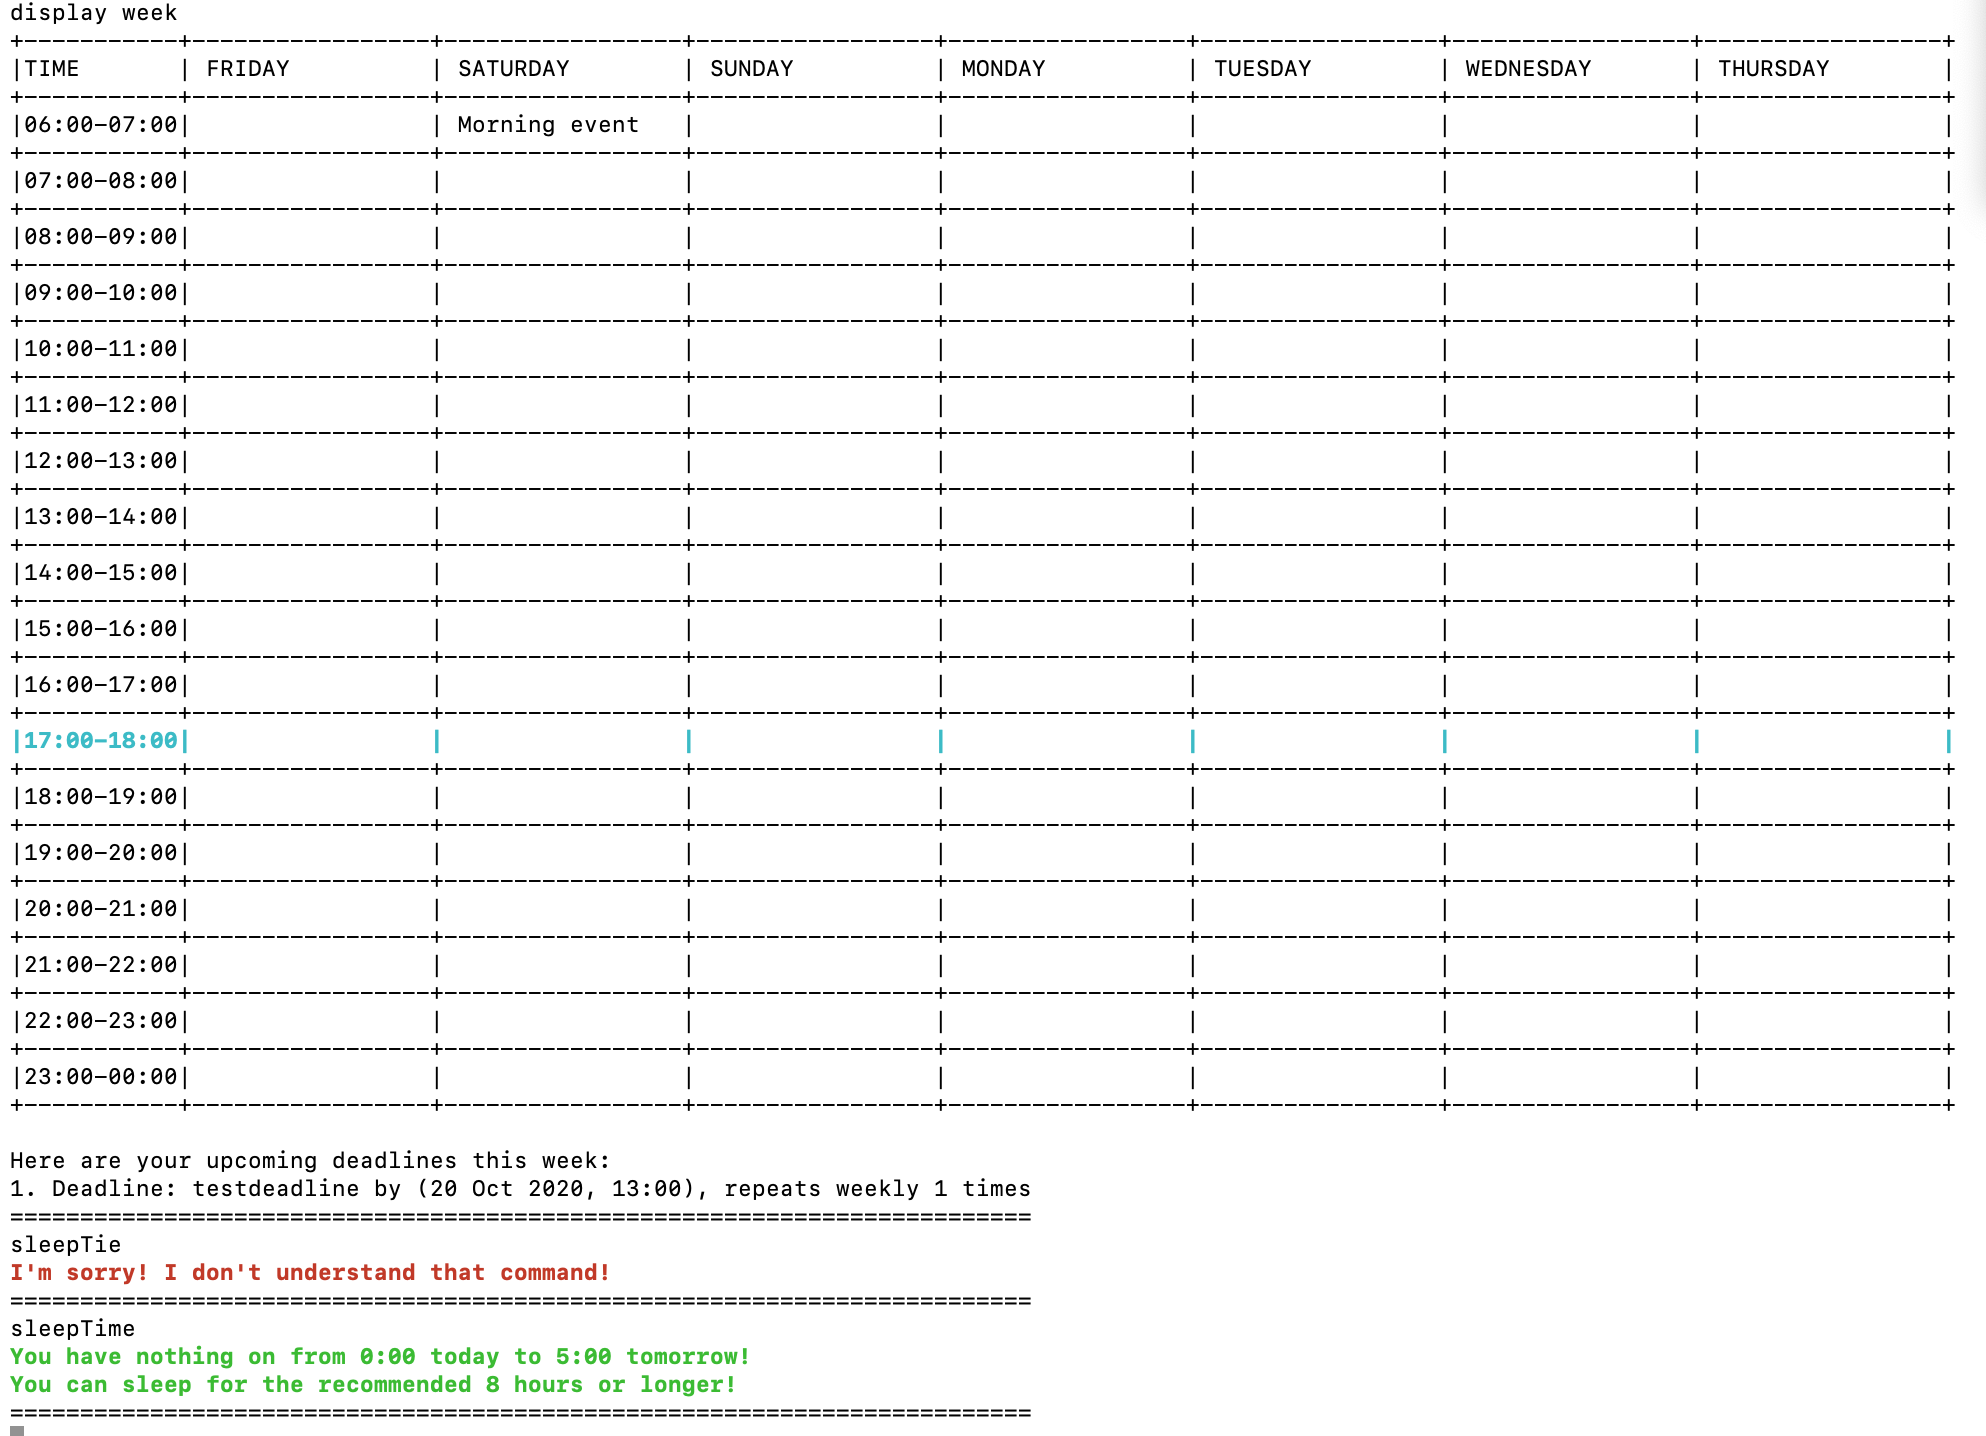 display week
+-----------+-----------------+-----------------+-----------------+-----------------+-----------------+-----------------+-----------------+
|TIME       | FRIDAY          | SATURDAY        | SUNDAY          | MONDAY          | TUESDAY         | WEDNESDAY       | THURSDAY        |
+-----------+-----------------+-----------------+-----------------+-----------------+-----------------+-----------------+-----------------+
|06:00-07:00|                 | Morning event   |                 |                 |                 |                 |                 |
+-----------+-----------------+-----------------+-----------------+-----------------+-----------------+-----------------+-----------------+
|07:00-08:00|                 |                 |                 |                 |                 |                 |                 |
+-----------+-----------------+-----------------+-----------------+-----------------+-----------------+-----------------+-----------------+
|08:00-09:00|                 |                 |                 |                 |                 |                 |                 |
+-----------+-----------------+-----------------+-----------------+-----------------+-----------------+-----------------+-----------------+
|09:00-10:00|                 |                 |                 |                 |                 |                 |                 |
+-----------+-----------------+-----------------+-----------------+-----------------+-----------------+-----------------+-----------------+
|10:00-11:00|                 |                 |                 |                 |                 |                 |                 |
+-----------+-----------------+-----------------+-----------------+-----------------+-----------------+-----------------+-----------------+
|11:00-12:00|                 |                 |                 |                 |                 |                 |                 |
+-----------+-----------------+-----------------+-----------------+-----------------+-----------------+-----------------+-----------------+
|12:00-13:00|                 |                 |                 |                 |                 |                 |                 |
+-----------+-----------------+-----------------+-----------------+-----------------+-----------------+-----------------+-----------------+
|13:00-14:00|                 |                 |                 |                 |                 |                 |                 |
+-----------+-----------------+-----------------+-----------------+-----------------+-----------------+-----------------+-----------------+
|14:00-15:00|                 |                 |                 |                 |                 |                 |                 |
+-----------+-----------------+-----------------+-----------------+-----------------+-----------------+-----------------+-----------------+
|15:00-16:00|                 |                 |                 |                 |                 |                 |                 |
+-----------+-----------------+-----------------+-----------------+-----------------+-----------------+-----------------+-----------------+
|16:00-17:00|                 |                 |                 |                 |                 |                 |                 |
+-----------+-----------------+-----------------+-----------------+-----------------+-----------------+-----------------+-----------------+
|17:00-18:00|                 |                 |                 |                 |                 |                 |                 |
+-----------+-----------------+-----------------+-----------------+-----------------+-----------------+-----------------+-----------------+
|18:00-19:00|                 |                 |                 |                 |                 |                 |                 |
+-----------+-----------------+-----------------+-----------------+-----------------+-----------------+-----------------+-----------------+
|19:00-20:00|                 |                 |                 |                 |                 |                 |                 |
+-----------+-----------------+-----------------+-----------------+-----------------+-----------------+-----------------+-----------------+
|20:00-21:00|                 |                 |                 |                 |                 |                 |                 |
+-----------+-----------------+-----------------+-----------------+-----------------+-----------------+-----------------+-----------------+
|21:00-22:00|                 |                 |                 |                 |                 |                 |                 |
+-----------+-----------------+-----------------+-----------------+-----------------+-----------------+-----------------+-----------------+
|22:00-23:00|                 |                 |                 |                 |                 |                 |                 |
+-----------+-----------------+-----------------+-----------------+-----------------+-----------------+-----------------+-----------------+
|23:00-00:00|                 |                 |                 |                 |                 |                 |                 |
+-----------+-----------------+-----------------+-----------------+-----------------+-----------------+-----------------+-----------------+
Here are your upcoming deadlines this week:
1. Deadline: testdeadline by (20 Oct 2020, 13:00), repeats weekly 1 times
=========================================================================
sleepTie
I'm sorry! I don't understand that command!
=========================================================================
sleepTime
You have nothing on from 0:00 today to 5:00 tomorrow!
You can sleep for the recommended 8 hours or longer!
=========================================================================